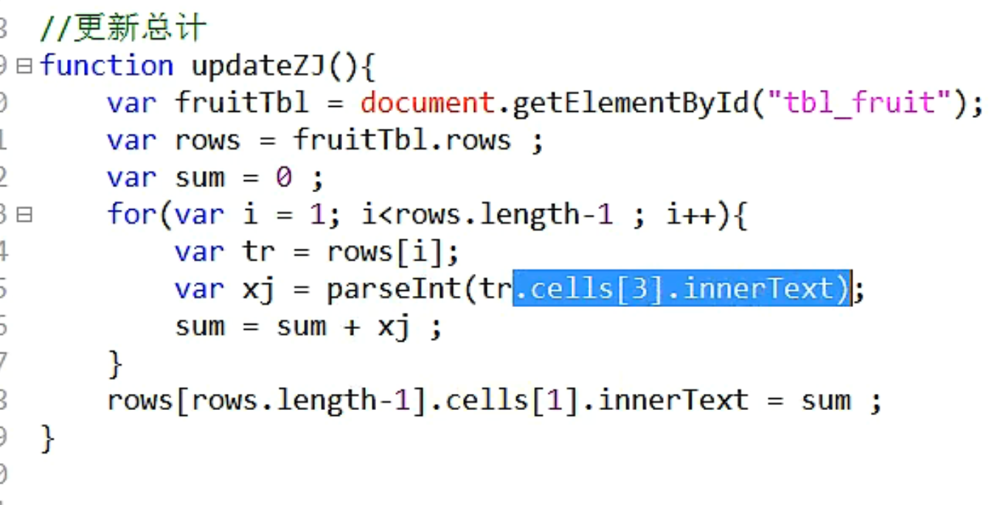 //更新总计
function updateZJ(){
var fruitTbl = document.getElementById("tbl_fruit");
var rows = fruitTbl.rows ;
var sum = 0 ;
for(var i = 1; i<rows.length-1 ; i++){
var tr = rows[i];
var xj = parseInt(tr.cells[3].innerText);
sum = sum + xj ;
}
rows[rows.length-1].cells[1].innerText = sum ;
}